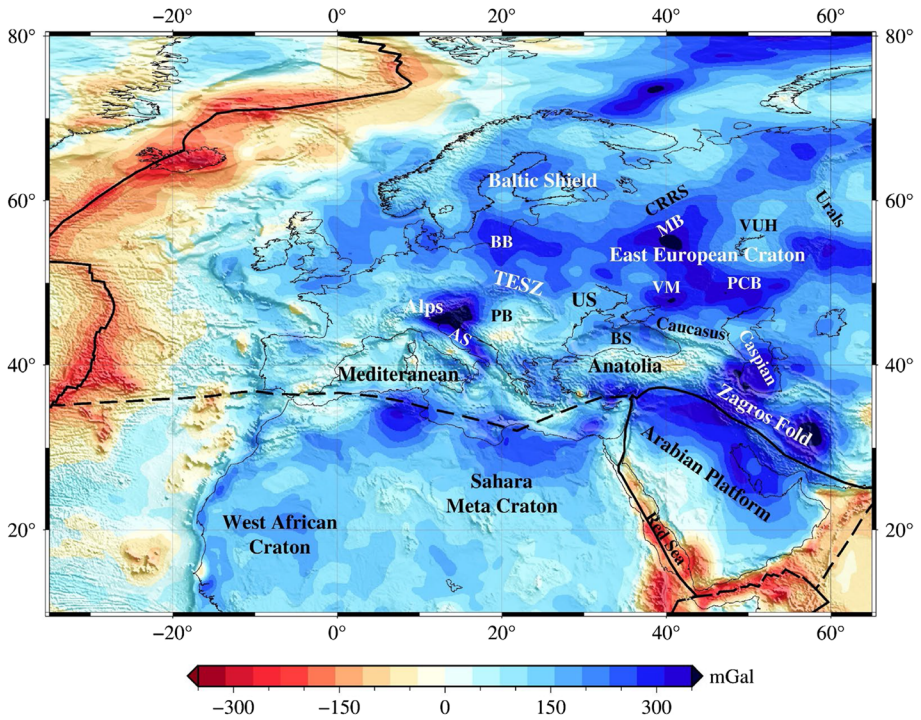 −20° 0° 20° 40° 60°
80° 80°
60° 60°
40° 40°
20° 20°
Baltic Shield
CRRS
Urals
MB
VUH
BB
East European Craton
TESZ
VM
PCB
Alps
US
PB
AS
BS
Caucasus
Caspian
Mediteranean
Anatolia
Zagros Fold
Arabian Platform
Sahara
Meta Craton
West African
Craton
Red Sea
−20° 0° 20° 40° 60°
mGal
−300 −150 0 150 300